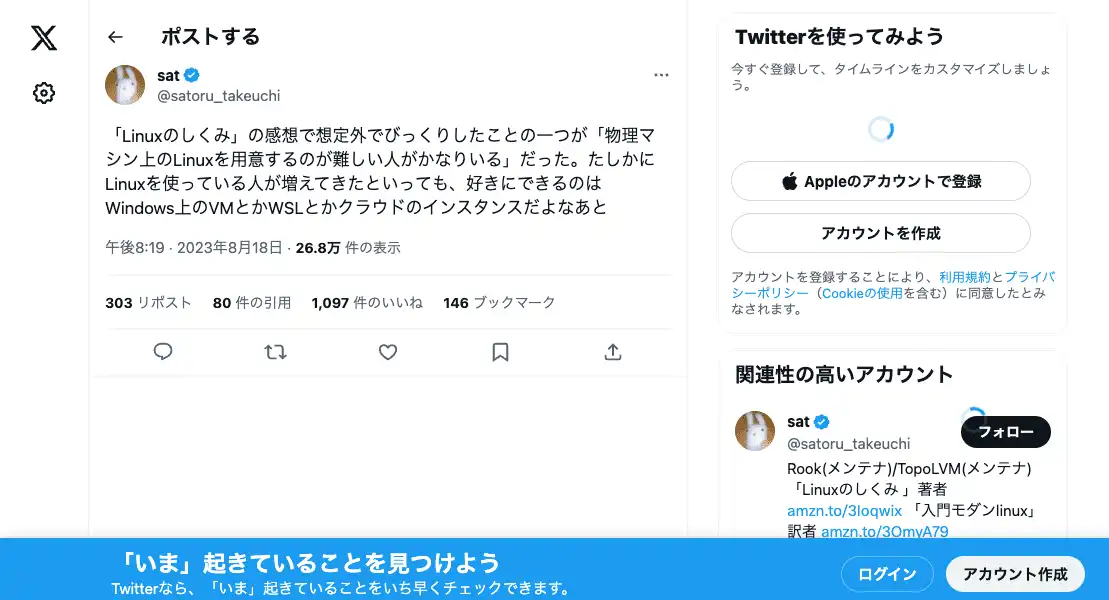 ポストする
sat
@satoru_takeuchi
「Linuxのしくみ」の感想で想定外でびっくりしたことの一つが「物理マ
シン上のLinuxを用意するのが難しい人がかなりいる」だった。たしかに
Linuxを使っている人が増えてきたといっても、好きにできるのは
Windows上のVMとかWSLとかクラウドのインスタンスだよなあと
午後8:19 · 2023年8月18日 · 26.8万 件の表示
303 リポスト 80 件の引用 1,097 件のいいね 146 ブックマーク
Twitterを使ってみよう
今すぐ登録して、タイムラインをカスタマイズしましょ
う。
Appleのアカウントで登録
アカウントを作成
アカウントを登録することにより、利用規約とプライバ
シーポリシー（Cookieの使用を含む）に同意したとみ
なされます。
関連性の高いアカウント
sat
@satoru_takeuchi
フォロー
Rook(メンテナ)/TopoLVM(メンテナ)
「Linuxのしくみ 」著者
amzn.to/3Ioqwix 「入門モダンlinux」
訳者 amzn.to/3OmyA79
「いま」起きていることを見つけよう
Twitterなら、「いま」起きていることをいち早くチェックできます。
ログイン
アカウント作成